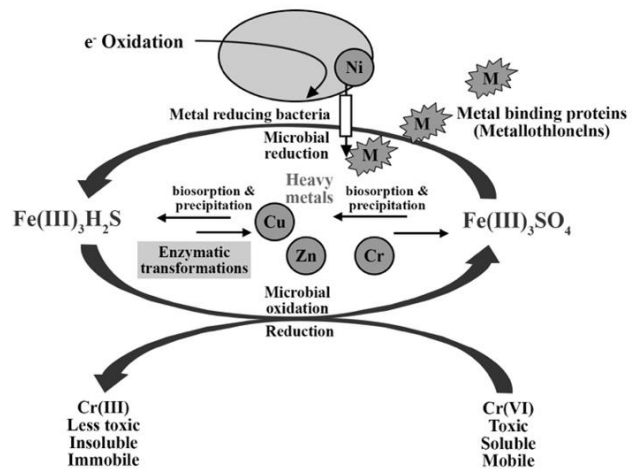 e⁻ Oxidation
Ni
M
Metal reducing bacteria
Metal binding proteins
(Metallothlonelns)
M
Microbial
reduction
M
Heavy
metals
biosorption &
precipitation
biosorption &
precipitation
Fe(III)₃H₂S
Cu
Fe(III)₃SO₄
Enzymatic
transformations
Zn
Cr
Microbial
oxidation
Reduction
Cr(III)
Less toxic
Insoluble
Immobile
Cr(VI)
Toxic
Soluble
Mobile